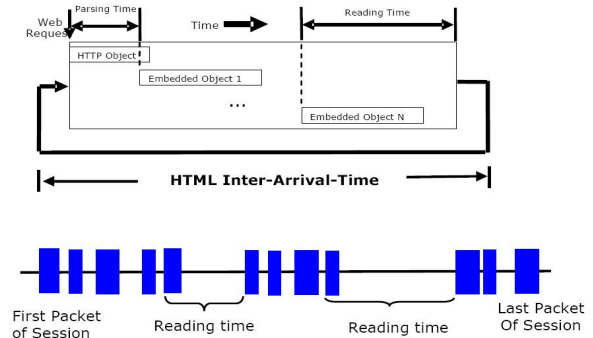 Parsing Time
Reading Time
Web
Reques
Time
HTTP Object
Embedded Object 1
...
Embedded Object N
HTML Inter-Arrival-Time
First Packet
of Session
Reading time
Reading time
Last Packet
Of Session